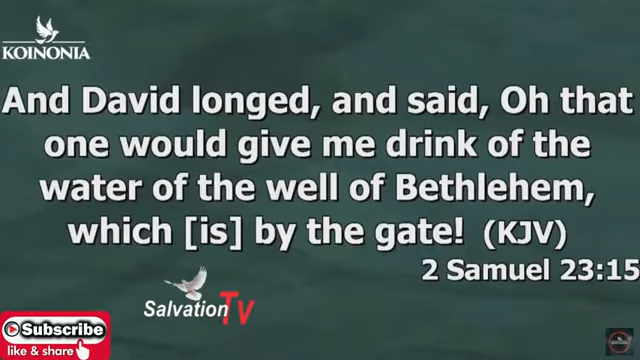 KOINONIA
And David longed, and said, Oh that
one would give me drink of the
water of the well of Bethlehem,
which [is] by the gate! (KJV)
2 Samuel 23:15
Salvation TV
Subscribe
like & share